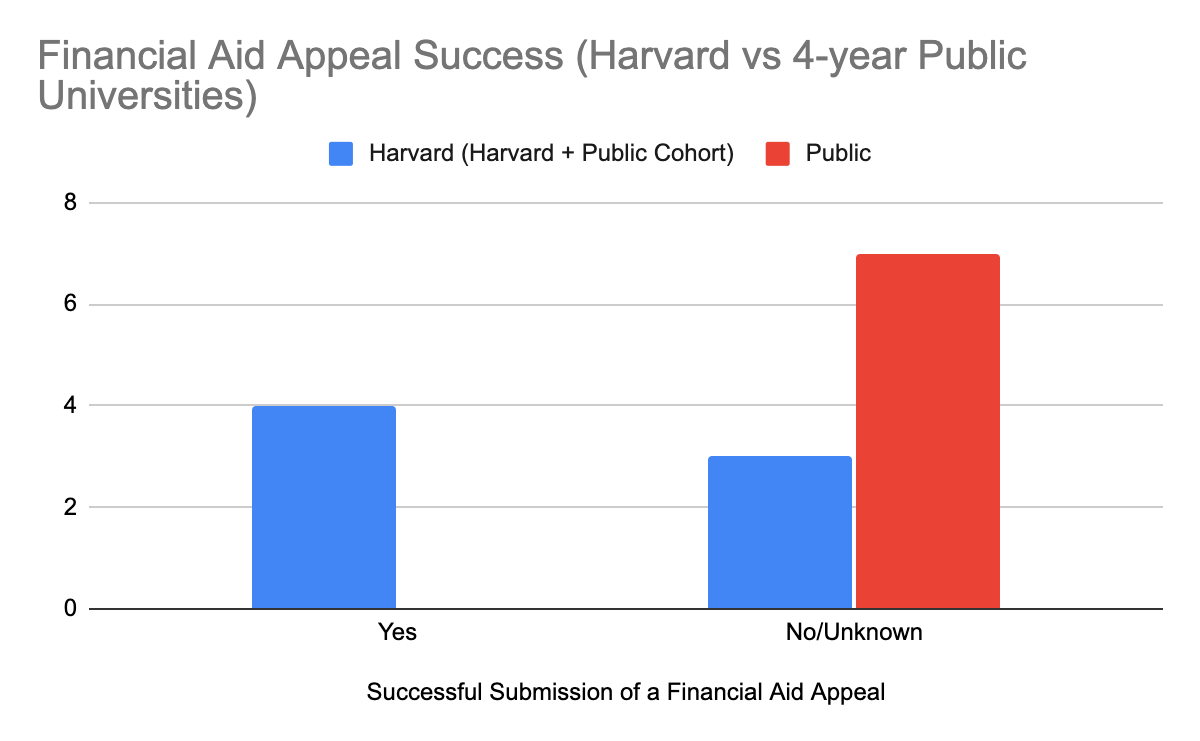 Financial Aid Appeal Success (Harvard vs 4-year Public
Universities)
Harvard (Harvard + Public Cohort) Public
8
6
4
2
0
Yes No/Unknown
Successful Submission of a Financial Aid Appeal